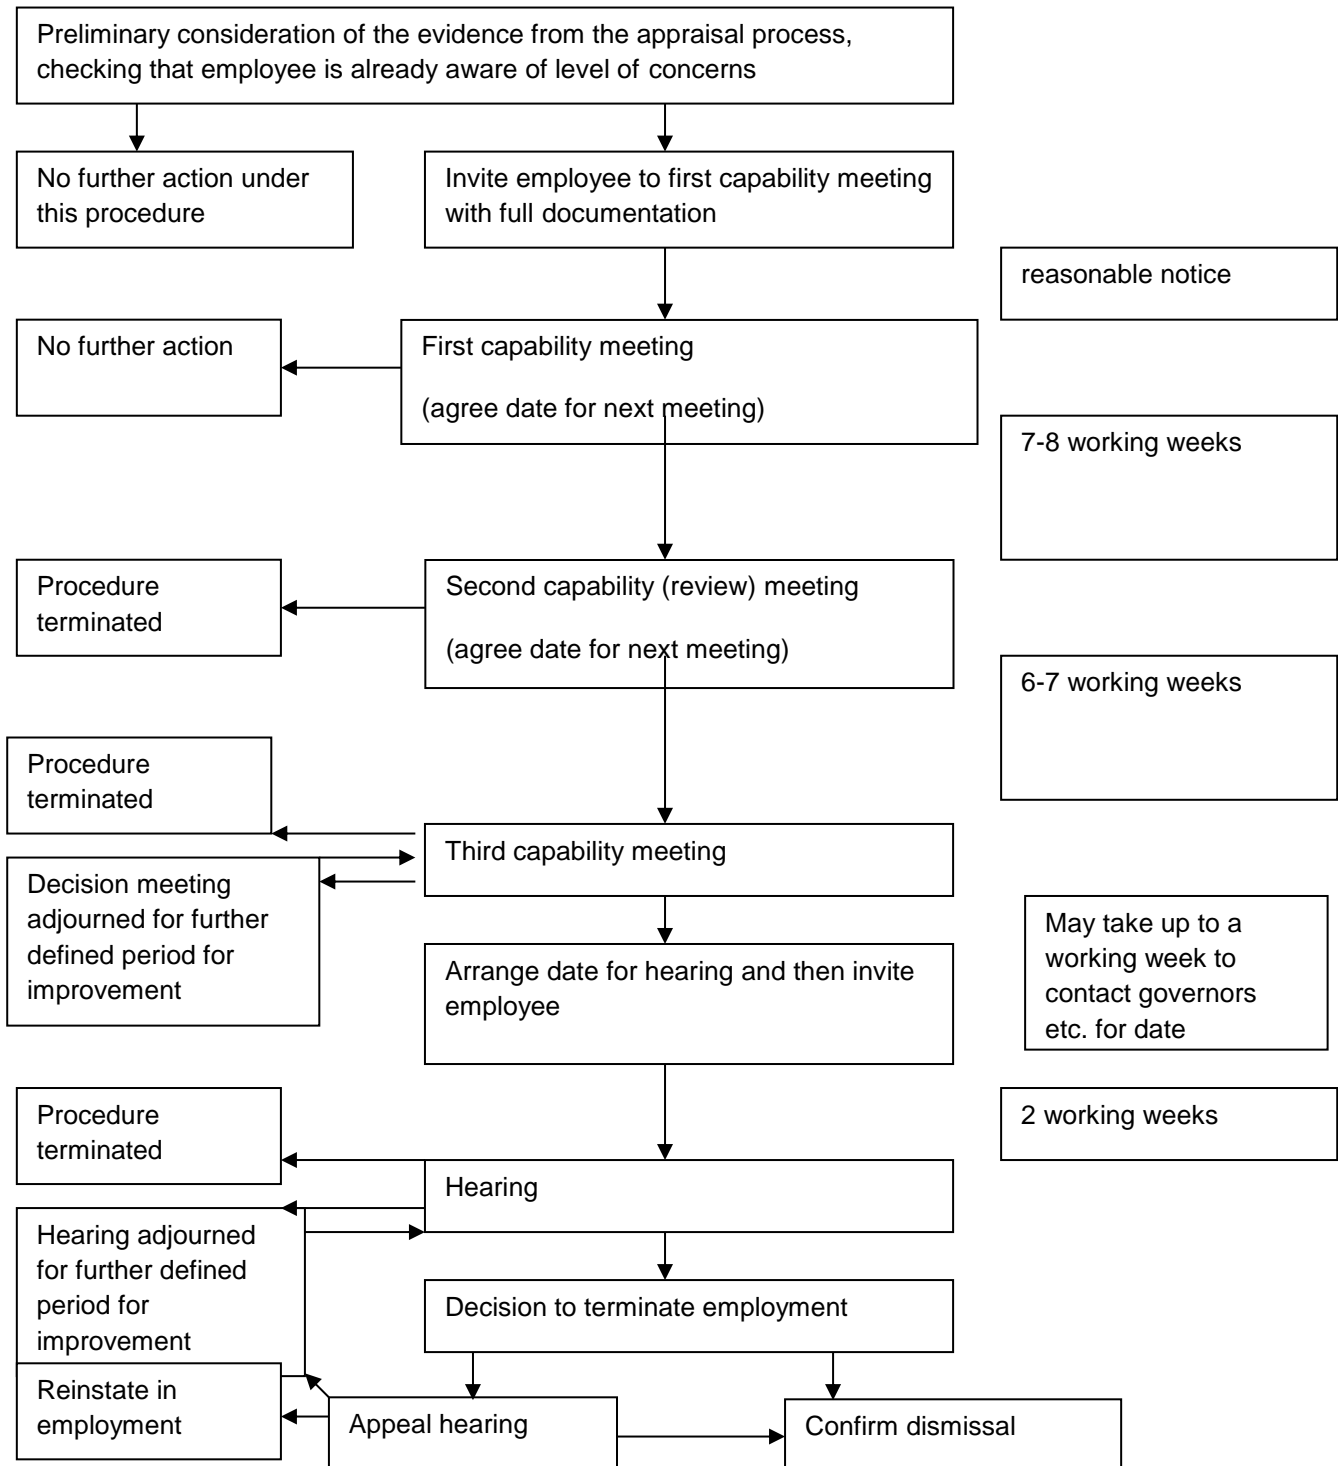 Preliminary consideration of the evidence from the appraisal process,
checking that employee is already aware of level of concerns
No further action under
this procedure
Invite employee to first capability meeting
with full documentation
reasonable notice
No further action
First capability meeting
(agree date for next meeting)
7-8 working weeks
Procedure
terminated
Second capability (review) meeting
(agree date for next meeting)
6-7 working weeks
Procedure
terminated
Third capability meeting
Decision meeting
adjourned for further
defined period for
improvement
May take up to a
working week to
contact governors
etc. for date
Arrange date for hearing and then invite
employee
Procedure
terminated
2 working weeks
Hearing
Hearing adjourned
for further defined
period for
improvement
Decision to terminate employment
Reinstate in
employment
Appeal hearing
Confirm dismissal